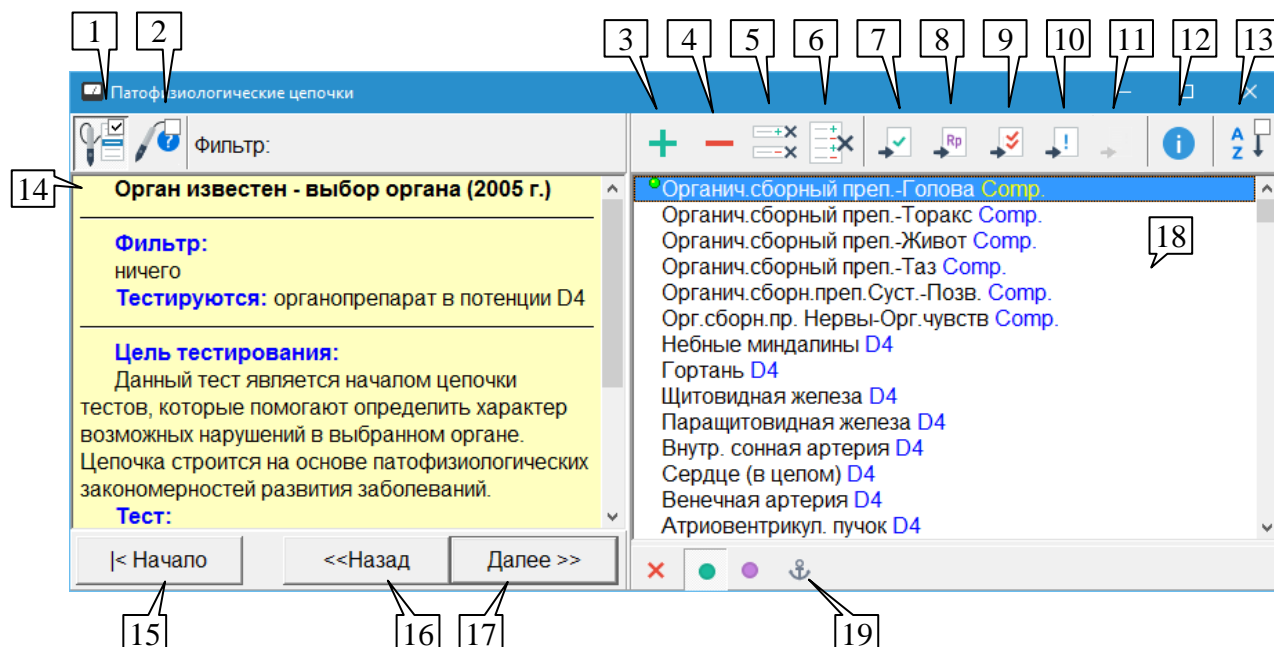 1 2 3 4 5 6 7 8 9 10 11 12 13
Патофизиологические цепочки
Фильтр:
Rp
A
Z
14
Орган известен - выбор органа (2005 г.)
Фильтр:
ничего
Тестируются: органопрепарат в потенции D4
Цель тестирования:
Данный тест является началом цепочки
тестов, которые помогают определить характер
возможных нарушений в выбранном органе.
Цепочка строится на основе патофизиологических
закономерностей развития заболеваний.
Тест:
|< Начало
<<Назад
Далее >>
Органич.сборный преп.-Голова Comp.
Органич.сборный преп.-Торакс Comp.
Органич.сборный преп.-Живот Comp.
Органич.сборный преп.-Таз Comp.
Органич.сборн.преп.Суст.-Позв. Comp.
Орг.сборн.пр. Нервы-Орг.чувств Comp.
Небные миндалины D4
Гортань D4
Щитовидная железа D4
Паращитовидная железа D4
Внутр. сонная артерия D4
Сердце (в целом) D4
Венечная артерия D4
Атриовентрикул. пучок D4
18
15 16 17 19